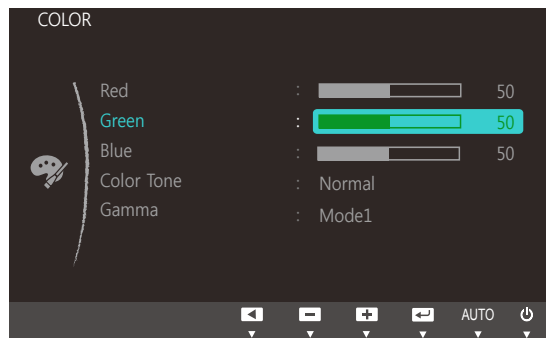 COLOR
Red : 50
Green : 50
Blue : 50
Color Tone : Normal
Gamma : Mode1
AUTO